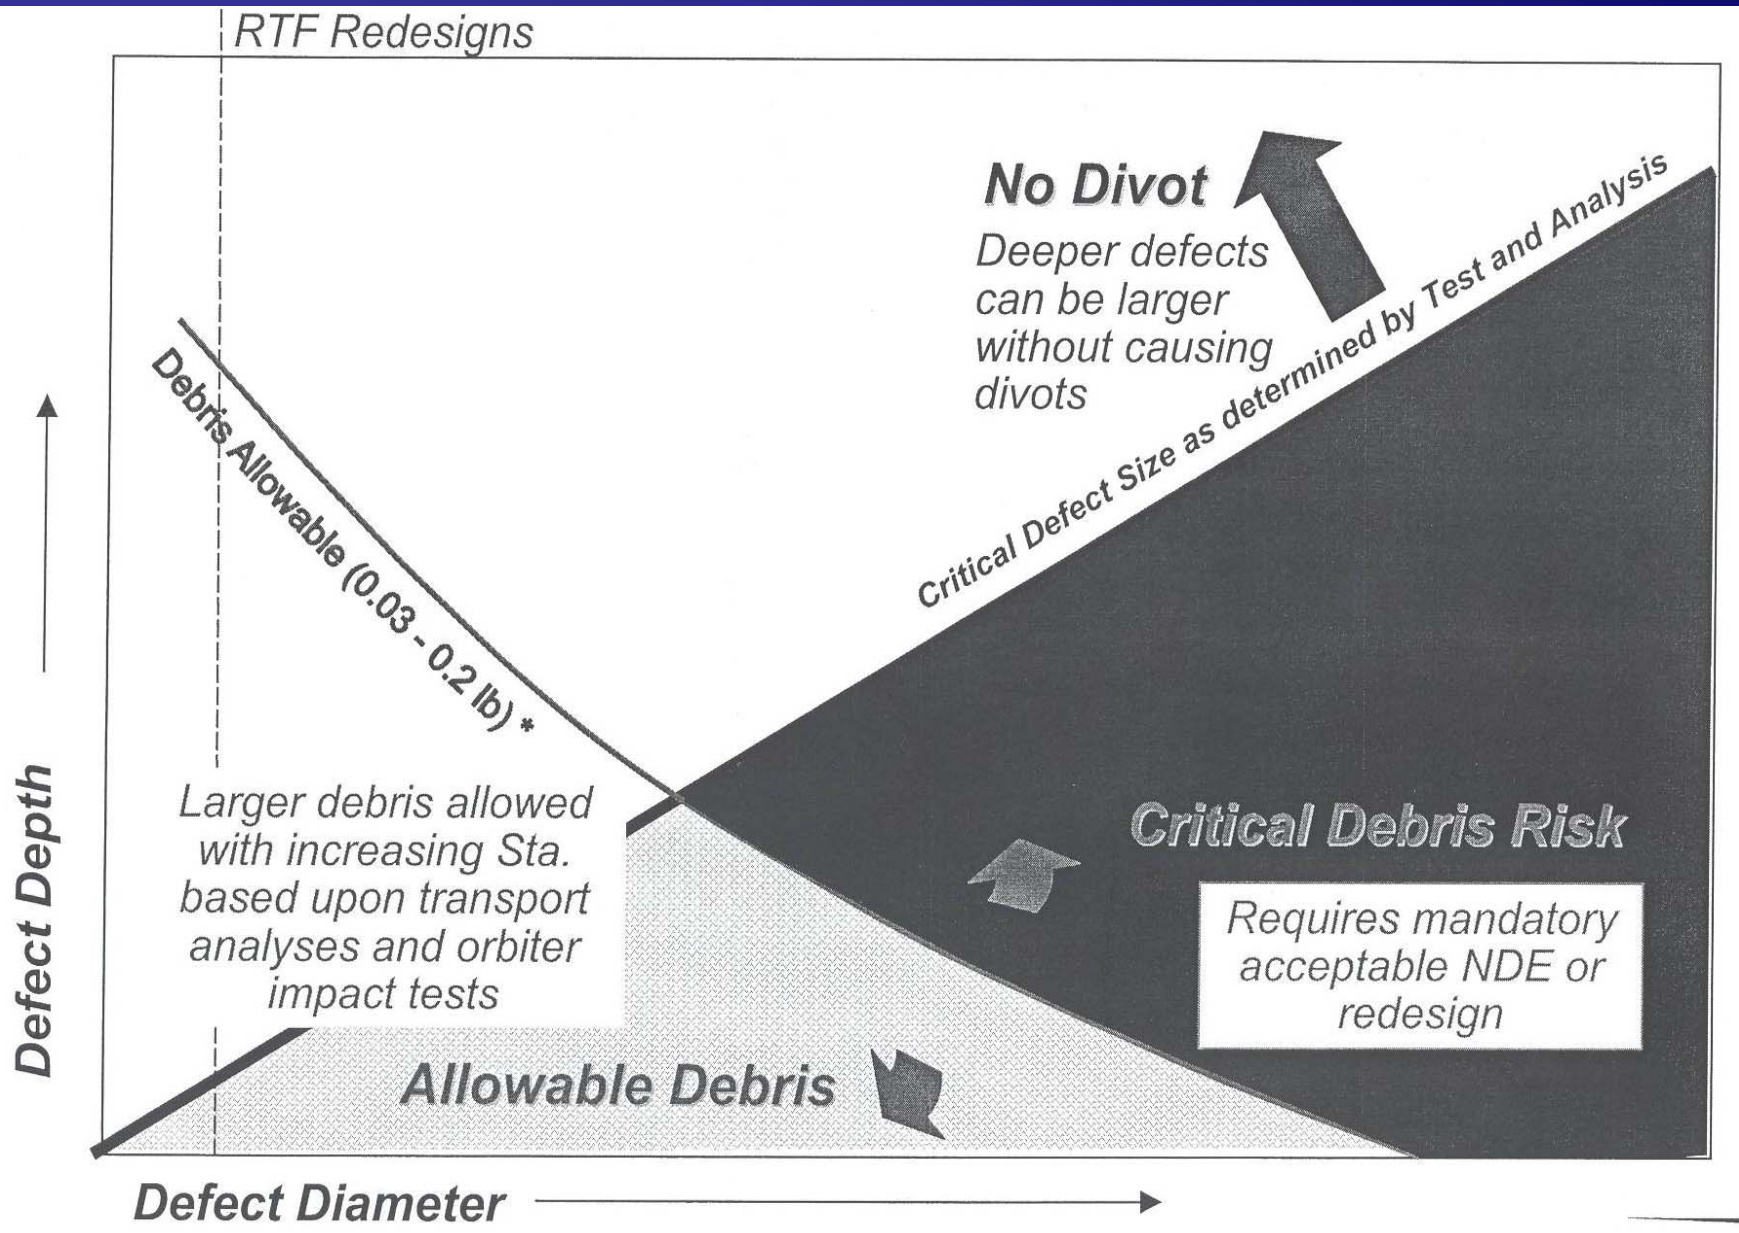 RTF Redesigns
No Divot
Deeper defects
can be larger
without causing
divots
Critical Defect Size as determined by Test and Analysis
Debris Allowable (0.03 - 0.2 lb) *
Larger debris allowed
with increasing Sta.
based upon transport
analyses and orbiter
impact tests
Critical Debris Risk
Requires mandatory
acceptable NDE or
redesign
Allowable Debris
Defect Depth
Defect Diameter